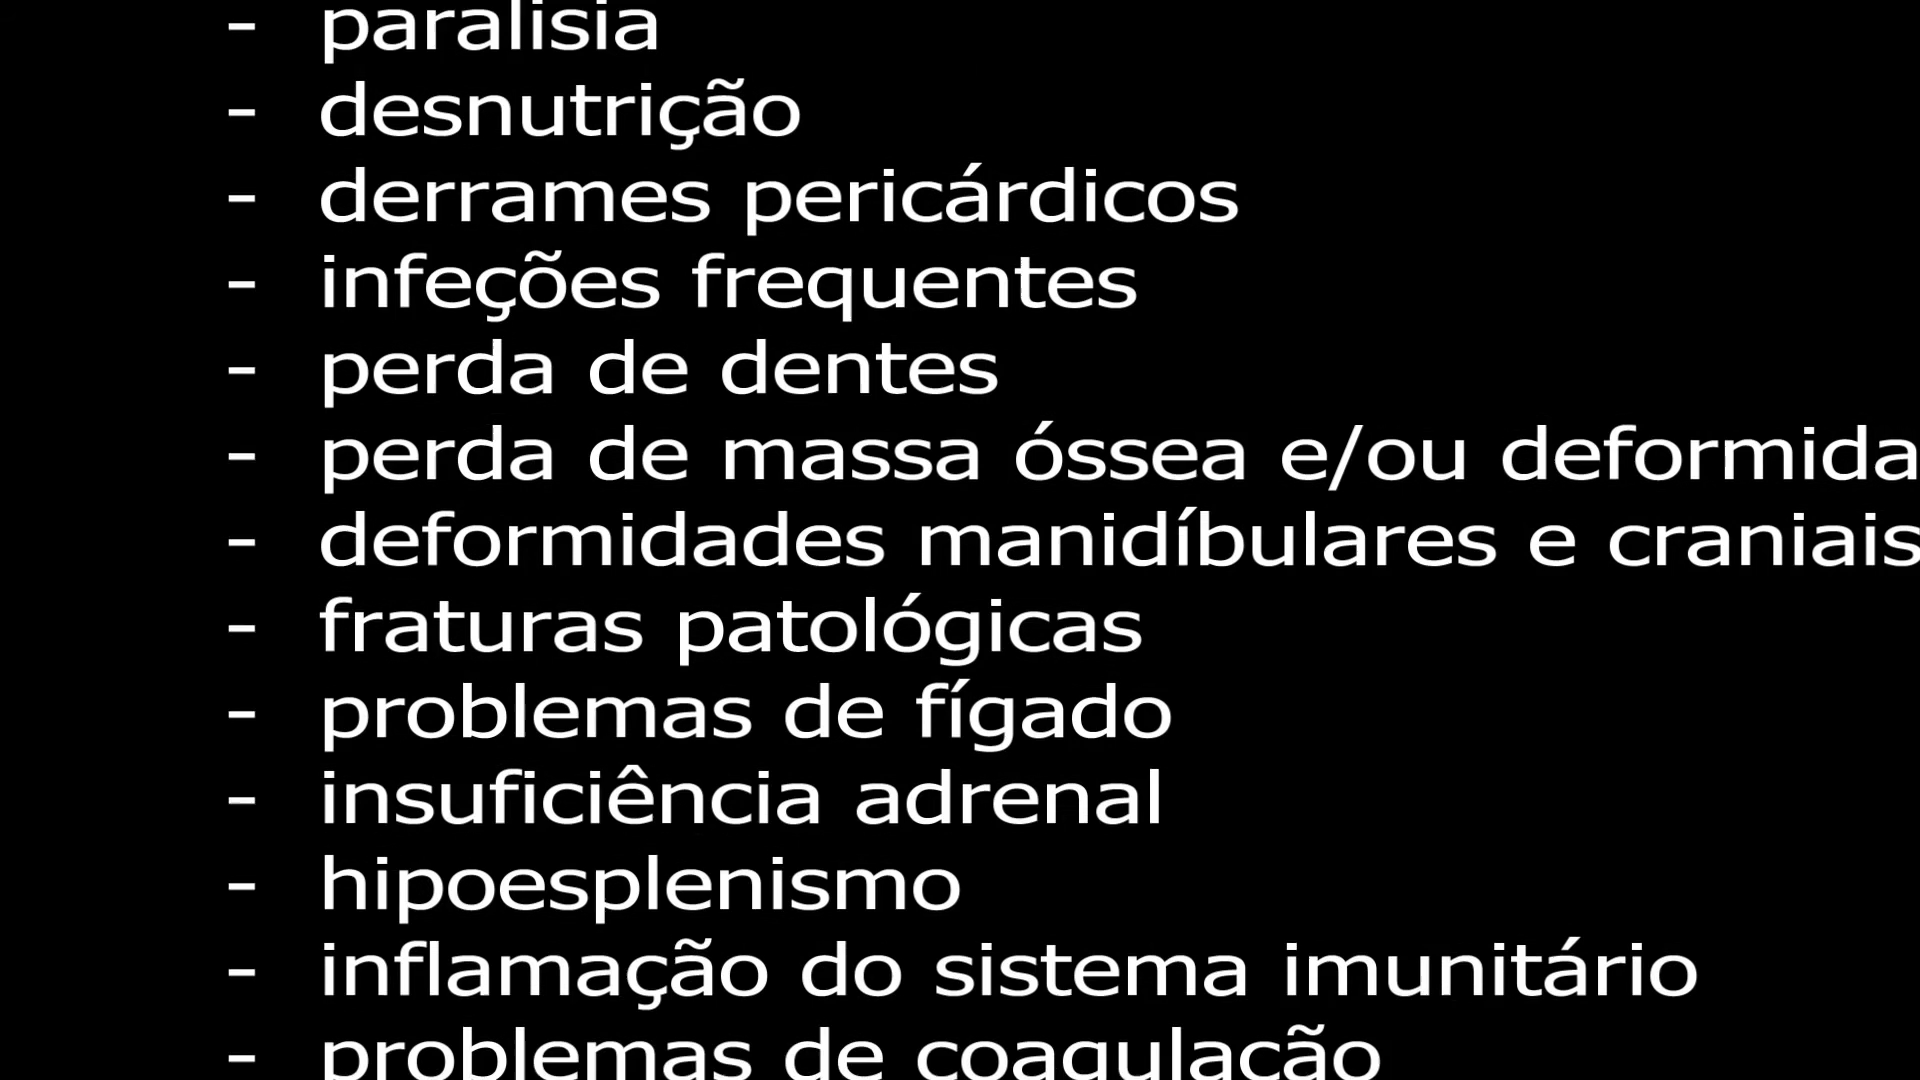 - paralisia
- desnutrição
- derrames pericárdicos
- infeções frequentes
- perda de dentes
- perda de massa óssea e/ou deformida
- deformidades manidíbulares e craniais
- fraturas patológicas
- problemas de fígado
- insuficiência adrenal
- hipoesplenismo
- inflamação do sistema imunitário
- problemas de coagulação